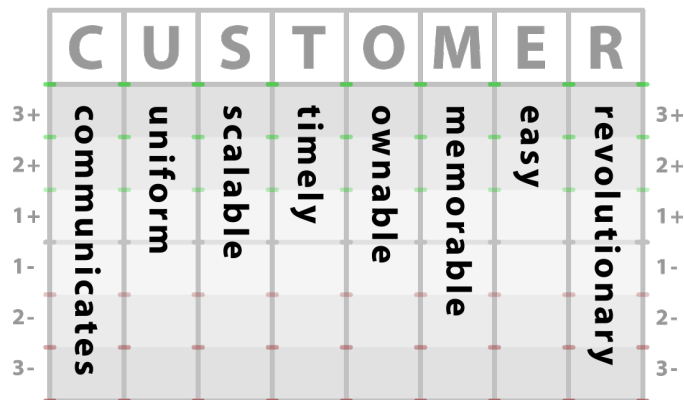 C U S T O M E R
3+ 3+
2+ 2+
1+ 1+
1- 1-
2- 2-
3- 3-
communicates
uniform
scalable
timely
ownable
memorable
easy
revolutionary